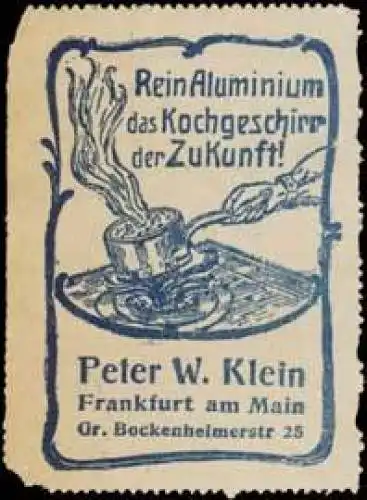 Rein Aluminium
das Kochgeschirr
der Zukunft!
Peter W. Klein
Frankfurt am Main
Gr. Bockenheimerstr 25